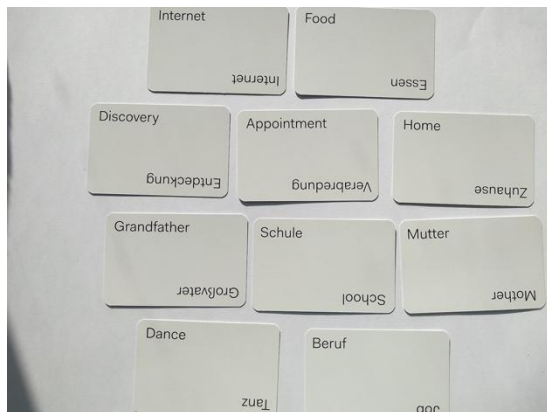 Internet
Internet
Food
Essen
Discovery
Entdeckung
Appointment
Verabredung
Home
Zuhause
Grandfather
Großvater
Schule
School
Mutter
Mother
Dance
Tanz
Beruf
Job